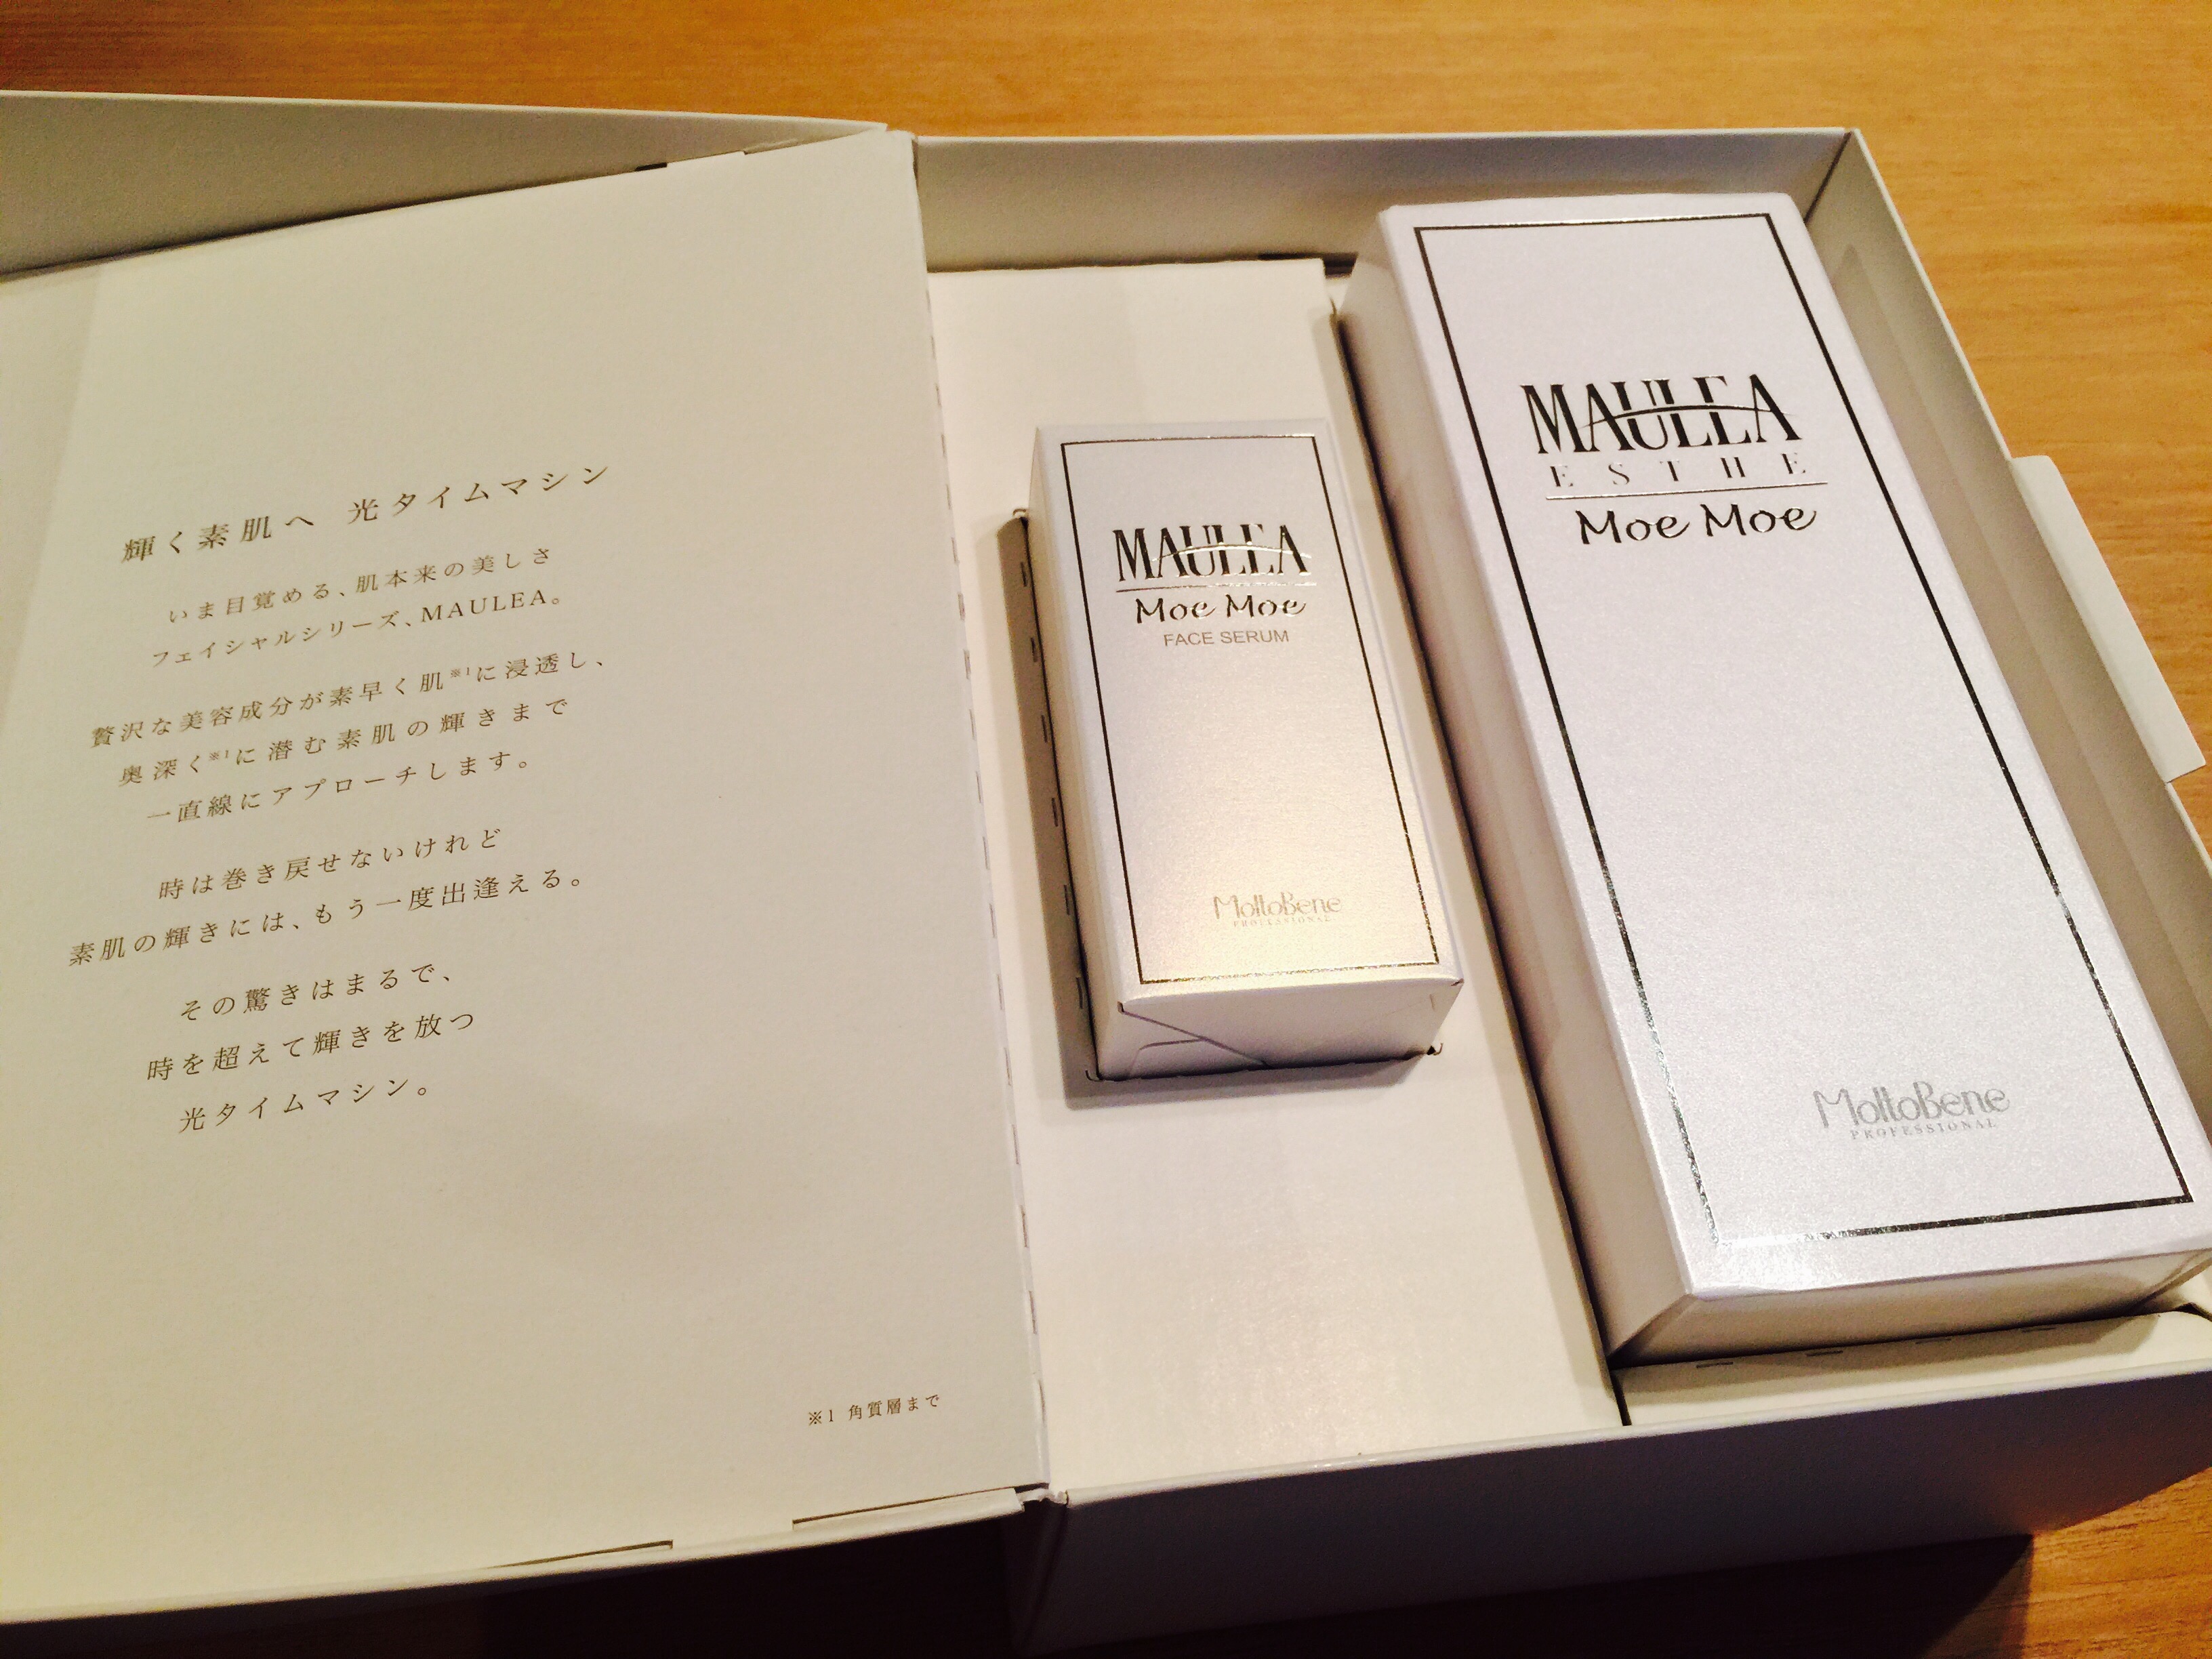 輝く素肌へ 光タイムマシン
いま目覚める、肌本来の美しさ
フェイシャルシリーズ、MAULEA。
贅沢な美容成分が素早く肌※1に浸透し、
奥深く※1に潜む素肌の輝きまで
一直線にアプローチします。
時は巻き戻せないけれど
素肌の輝きには、もう一度出逢える。
その驚きはまるで、
時を超えて輝きを放つ
光タイムマシン。
※1 角質層まで
MAULEA
Moe Moe
FACE SERUM
MoltoBene
PROFESSIONAL
MAULEA
ESTHE
Moe Moe
MoltoBene
PROFESSIONAL